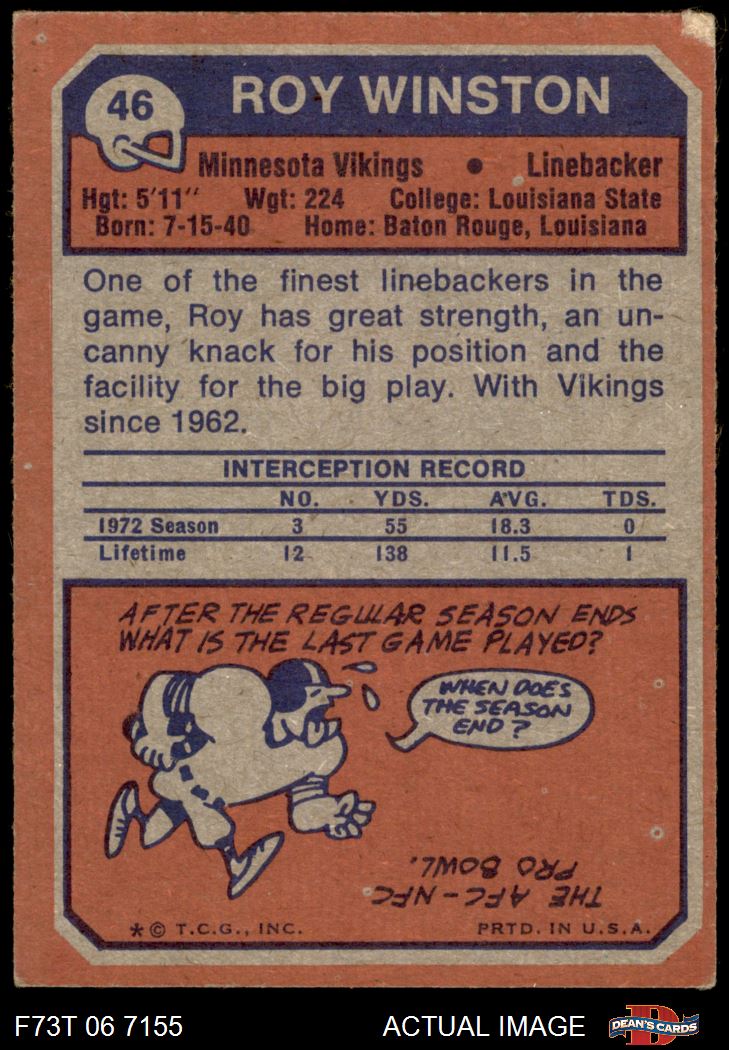 46
ROY WINSTON
Minnesota Vikings • Linebacker
Hgt: 5'11" Wgt: 224 College: Louisiana State
Born: 7-15-40 Home: Baton Rouge, Louisiana
One of the finest linebackers in the
game, Roy has great strength, an un-
canny knack for his position and the
facility for the big play. With Vikings
since 1962.
INTERCEPTION RECORD
NO. YDS. AVG. TDS.
1972 Season 3 55 18.3 0
Lifetime 12 138 11.5 1
AFTER THE REGULAR SEASON ENDS
WHAT IS THE LAST GAME PLAYED?
WHEN DOES
THE SEASON
END?
THE AFC-NFC
PRO BOWL.
*© T.C.G., INC. PRTD. IN U.S.A.
F73T 06 7155 ACTUAL IMAGE
D
DEAN'S CARDS